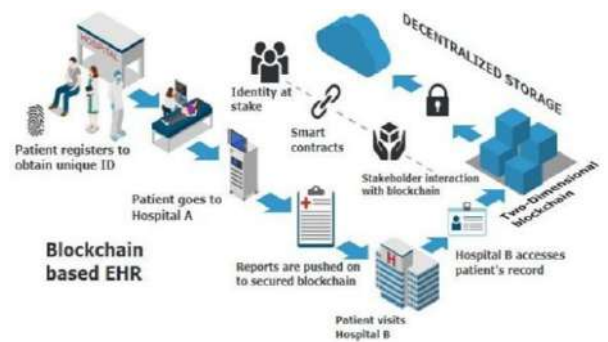 HOSPITAL
Patient registers to
obtain unique ID
Identity at
stake
Smart
contracts
Stakeholder interaction
with blockchain
DECENTRALIZED STORAGE
Two-Dimensional
blockchain
Patient goes to
Hospital A
Blockchain
based EHR
Reports are pushed on
to secured blockchain
H
Patient visits
Hospital B
Hospital B accesses
patient's record